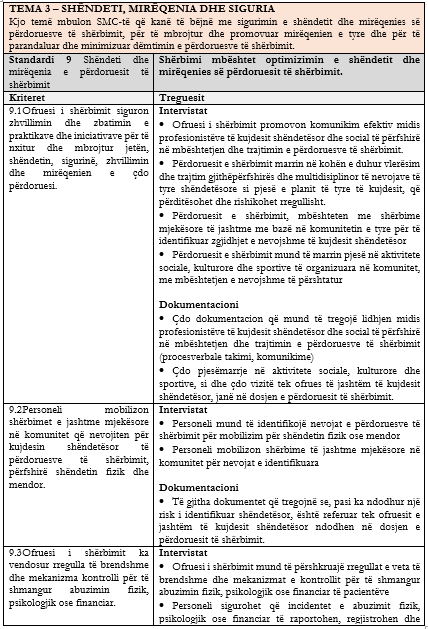 TEMA 3 – SHËNDETI, MIRËQENIA DHE SIGURIA
Kjo temë mbulon SMC-të që kanë të bëjnë me sigurimin e shëndetit dhe mirëqenies së
përdoruesve të shërbimit, për të mbrojtur dhe promovuar mirëqenien e tyre dhe për të
parandaluar dhe minimizuar dëmtimin e përdoruesve të shërbimit.
Standardi 9 Shëndeti dhe
mirëqenia e përdoruesit të
shërbimit
Shërbimi mbështet optimizimin e shëndetit dhe
mirëqenies së përdoruesit të shërbimit.
Kriteret
Treguesit
9.1Ofruesi i shërbimit siguron
zhvillimin dhe zbatimin e
praktikave dhe iniciativave për të
nxitur dhe mbrojtur jetën,
shëndetin, sigurinë, zhvillimin
dhe mirëqenien e çdo
përdoruesi.
Intervistat
• Ofruesi i shërbimit promovon komunikim efektiv midis
profesionistëve të kujdesit shëndetësor dhe social të përfshirë
në mbështetjen dhe trajtimin e përdoruesve të shërbimit.
• Përdoruesit e shërbimit marrin në kohën e duhur vlerësim
dhe trajtim gjithëpërfshirës dhe multidisiplinor të nevojave të
tyre shëndetësore si pjesë e planit të tyre të kujdesit, që
përditësohet dhe rishikohet rregullisht.
• Përdoruesit e shërbimit, mbështeten me shërbime
mjekësore të jashtme me bazë në komunitetin e tyre për të
identifikuar zgjidhjet e nevojshme të kujdesit shëndetësor
• Përdoruesit e shërbimit mund të marrin pjesë në aktivitete
sociale, kulturore dhe sportive të organizuara në komunitet,
me mbështetjen e nevojshme të përshtatur
Dokumentacioni
• Çdo dokumentacion që mund të tregojë lidhjen midis
profesionistëve të kujdesit shëndetësor dhe social të përfshirë
në mbështetjen dhe trajtimin e përdoruesve të shërbimit
(procesverbale takimi, komunikime)
• Çdo pjesëmarrje në aktivitete sociale, kulturore dhe
sportive, si dhe çdo vizitë tek ofrues të jashtëm të kujdesit
shëndetësor, janë në dosjen e përdoruesit të shërbimit.
9.2Personeli mobilizon
shërbimet e jashtme mjekësore
në komunitet që nevojiten për
kujdesin shëndetësor të
përdoruesve të shërbimit,
përfshirë shëndetin fizik dhe
mendor.
Intervistat
• Personeli mund të identifikojë nevojat e përdoruesve të
shërbimit për mobilizim për shëndetin fizik ose mendor
• Personeli mobilizon shërbime të jashtme mjekësore në
komunitet për nevojat e identifikuara
Dokumentacioni
• Të gjitha dokumentet që tregojnë se, pasi ka ndodhur një
risk i identifikuar shëndetësor, është referuar tek ofruesit e
jashtëm të kujdesit shëndetësor ndodhen në dosjen e
përdoruesit të shërbimit.
9.3Ofruesi i shërbimit ka
vendosur rregulla të brendshme
dhe mekanizma kontrolli për të
shmangur abuzimin fizik,
psikologjik ose financiar.
Intervistat
• Ofruesi i shërbimit mund të përshkruajë rregullat e veta të
brendshme dhe mekanizmat e kontrollit për të shmangur
abuzimin fizik, psikologjik ose financiar të pacientëve
• Personeli sigurohet që incidentet e abuzimit fizik,
psikologjik ose financiar të raportohen, regjistrohen dhe